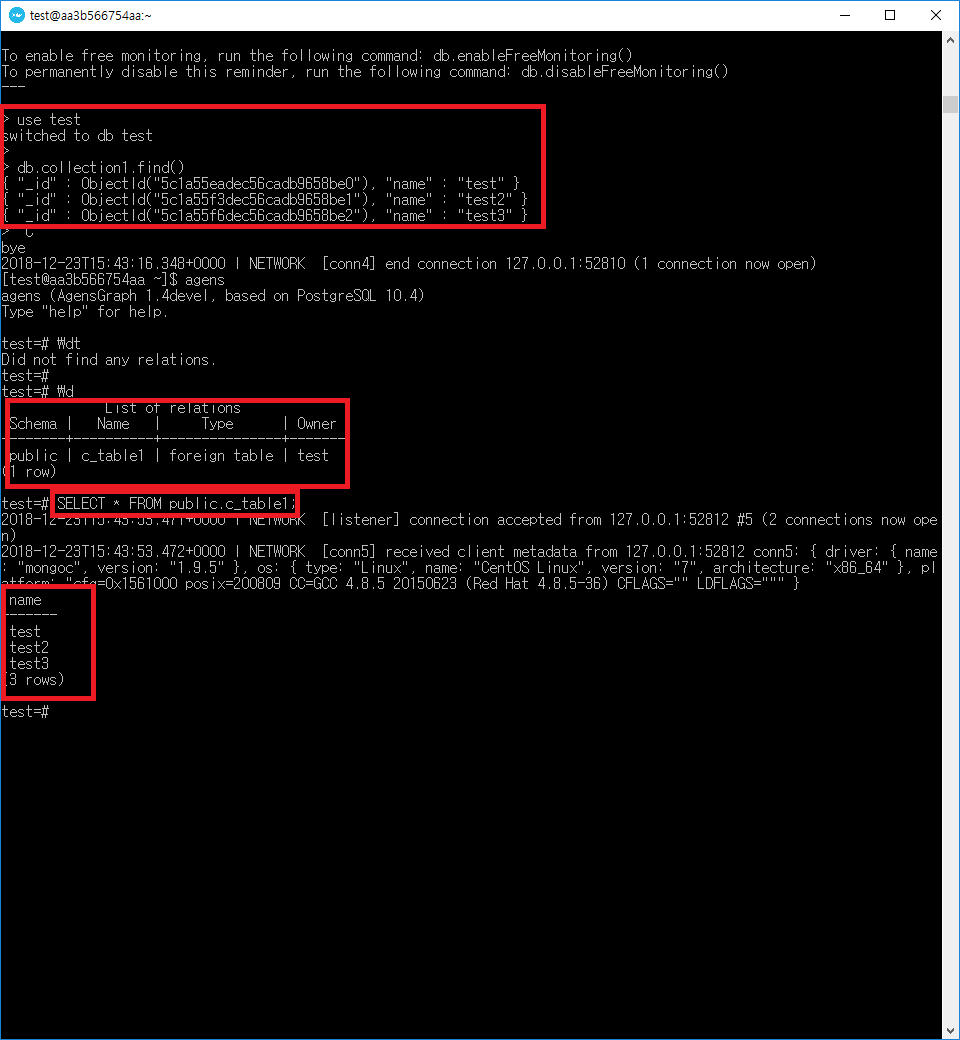 test@aa3b566754aa:~
To enable free monitoring, run the following command: db.enableFreeMonitoring()
To permanently disable this reminder, run the following command: db.disableFreeMonitoring()
---
> use test
switched to db test
>
> db.collection1.find()
{ "_id" : ObjectId("5c1a55eadec56cadb9658be0"), "name" : "test" }
{ "_id" : ObjectId("5c1a55f3dec56cadb9658be1"), "name" : "test2" }
{ "_id" : ObjectId("5c1a55f6dec56cadb9658be2"), "name" : "test3" }
> ^C
bye
2018-12-23T15:43:16.348+0000 | NETWORK  [conn4] end connection 127.0.0.1:52810 (1 connection now open)
[test@aa3b566754aa ~]$ agens
agens (AgensGraph 1.4devel, based on PostgreSQL 10.4)
Type "help" for help.
test=# ₩dt
Did not find any relations.
test=#
test=# ₩d
List of relations
Schema |   Name   |     Type      | Owner
--------+----------+---------------+-------
public | c_table1 | foreign table | test
(1 row)
test=# SELECT * FROM public.c_table1;
2018-12-23T15:43:53.471+0000 | NETWORK  [listener] connection accepted from 127.0.0.1:52812 #5 (2 connections now ope
n)
2018-12-23T15:43:53.472+0000 | NETWORK  [conn5] received client metadata from 127.0.0.1:52812 conn5: { driver: { name
: "mongoc", version: "1.9.5" }, os: { type: "Linux", name: "CentOS Linux", version: "7", architecture: "x86_64" }, pl
atform: "cfg=0x1561000 posix=200809 CC=GCC 4.8.5 20150623 (Red Hat 4.8.5-36) CFLAGS="" LDFLAGS=""" }
name
-------
test
test2
test3
(3 rows)
test=#